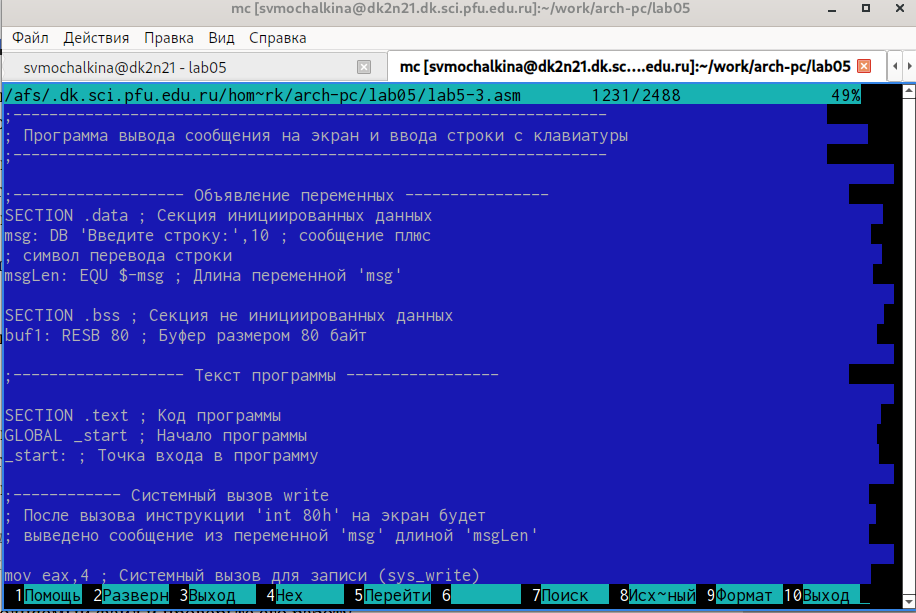 mc [svmochalkina@dk2n21.dk.sci.pfu.edu.ru]:~/work/arch-pc/lab05
Файл Действия Правка Вид Справка
svmochalkina@dk2n21 - lab05
mc [svmochalkina@dk2n21.dk.sc....edu.ru]:~/work/arch-pc/lab05
/afs/.dk.sci.pfu.edu.ru/hom~rk/arch-pc/lab05/lab5-3.asm 1231/2488 49%
;------------------------------------------------------------------
; Программа вывода сообщения на экран и ввода строки с клавиатуры
;------------------------------------------------------------------
;------------------- Объявление переменных ----------------
SECTION .data ; Секция инициированных данных
msg: DB 'Введите строку:',10 ; сообщение плюс
; символ перевода строки
msgLen: EQU $-msg ; Длина переменной 'msg'
SECTION .bss ; Секция не инициированных данных
buf1: RESB 80 ; Буфер размером 80 байт
;------------------- Текст программы -----------------
SECTION .text ; Код программы
GLOBAL _start ; Начало программы
_start: ; Точка входа в программу
;------------ Системный вызов write
; После вызова инструкции 'int 80h' на экран будет
; выведено сообщение из переменной 'msg' длиной 'msgLen'
mov eax,4 ; Системный вызов для записи (sys_write)
1Помощь 2Разверн 3Выход 4Hex 5Перейти 6 7Поиск 8Исх~ный 9Формат 10Выход